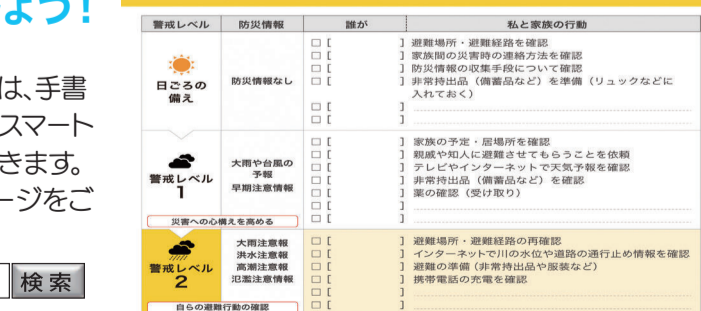 よう!
は、手書
スマート
きます。
ージをご
検索
警戒レベル 防災情報 誰が 私と家族の行動
日ごろの
備え
防災情報なし
□ [ ] 避難場所・避難経路を確認
□ [ ] 家族間の災害時の連絡方法を確認
□ [ ] 防災情報の収集手段について確認
□ [ ] 非常持出品(備蓄品など)を準備(リュックなどに
入れておく)
□ [ ]
□ [ ]
警戒レベル
1
災害への心構えを高める
大雨や台風の
予報
早期注意情報
□ [ ] 家族の予定・居場所を確認
□ [ ] 親戚や知人に避難させてもらうことを依頼
□ [ ] テレビやインターネットで天気予報を確認
□ [ ] 非常持出品(備蓄品など)を確認
□ [ ] 薬の確認(受け取り)
□ [ ]
□ [ ]
警戒レベル
2
自らの避難行動の確認
大雨注意報
洪水注意報
高潮注意報
氾濫注意情報
□ [ ] 避難場所・避難経路の再確認
□ [ ] インターネットで川の水位や道路の通行止め情報を確認
□ [ ] 避難の準備(非常持出品や服装など)
□ [ ] 携帯電話の充電を確認
□ [ ]
□ [ ]